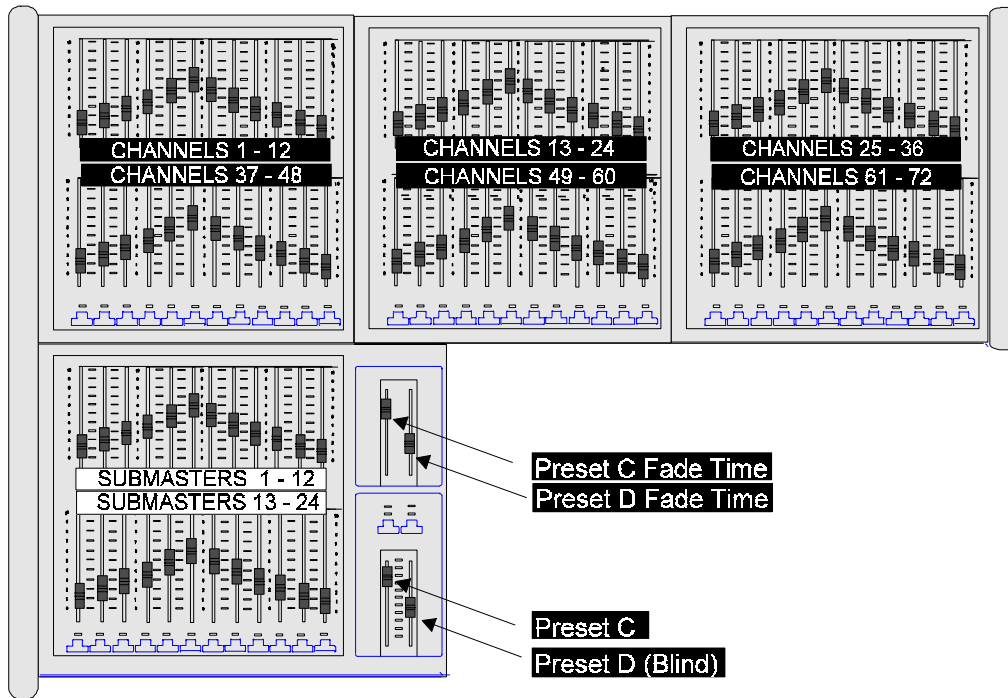 CHANNELS 1 - 12
CHANNELS 37 - 48
CHANNELS 13 - 24
CHANNELS 49 - 60
CHANNELS 25 - 36
CHANNELS 61 - 72
SUBMASTERS 1 - 12
SUBMASTERS 13 - 24
Preset C Fade Time
Preset D Fade Time
Preset C
Preset D (Blind)